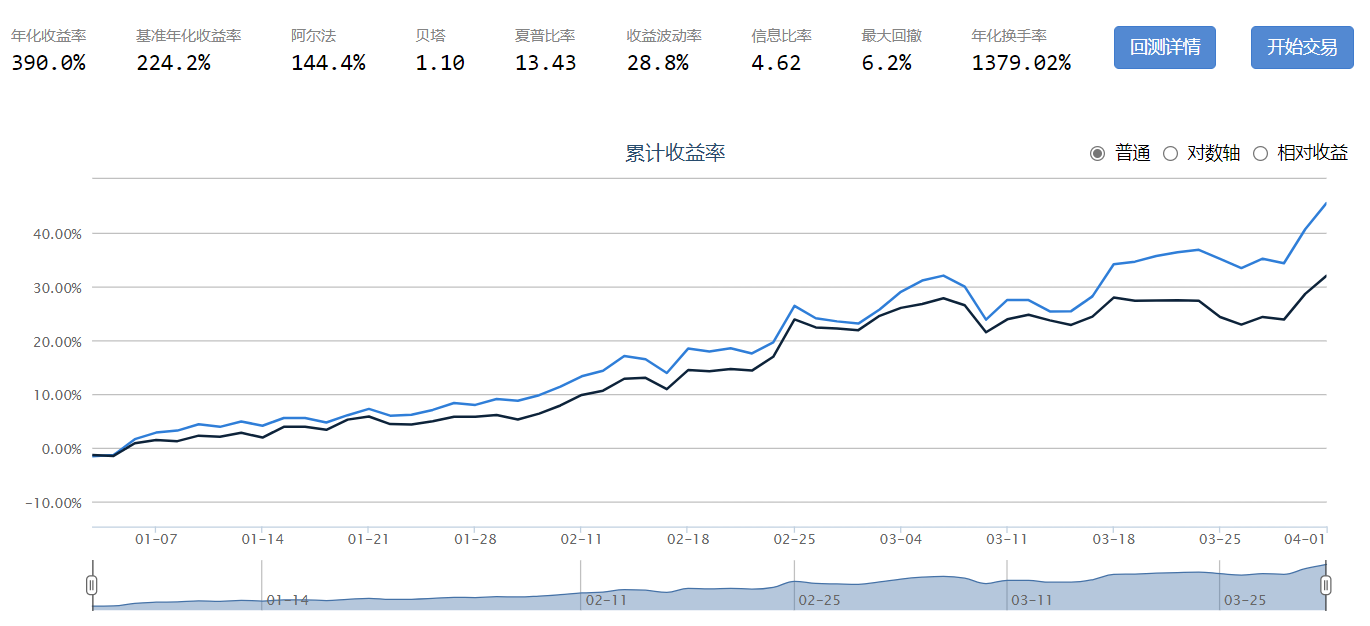 年化收益率 基准年化收益率 阿尔法 贝塔 夏普比率 收益波动率 信息比率 最大回撤 年化换手率
390.0% 224.2% 144.4% 1.10 13.43 28.8% 4.62 6.2% 1379.02%
回测详情 开始交易
累计收益率
普通 对数轴 相对收益
40.00%
30.00%
20.00%
10.00%
0.00%
-10.00%
01-07 01-14 01-21 01-28 02-11 02-18 02-25 03-04 03-11 03-18 03-25 04-01
01-14 02-11 02-25 03-11 03-25